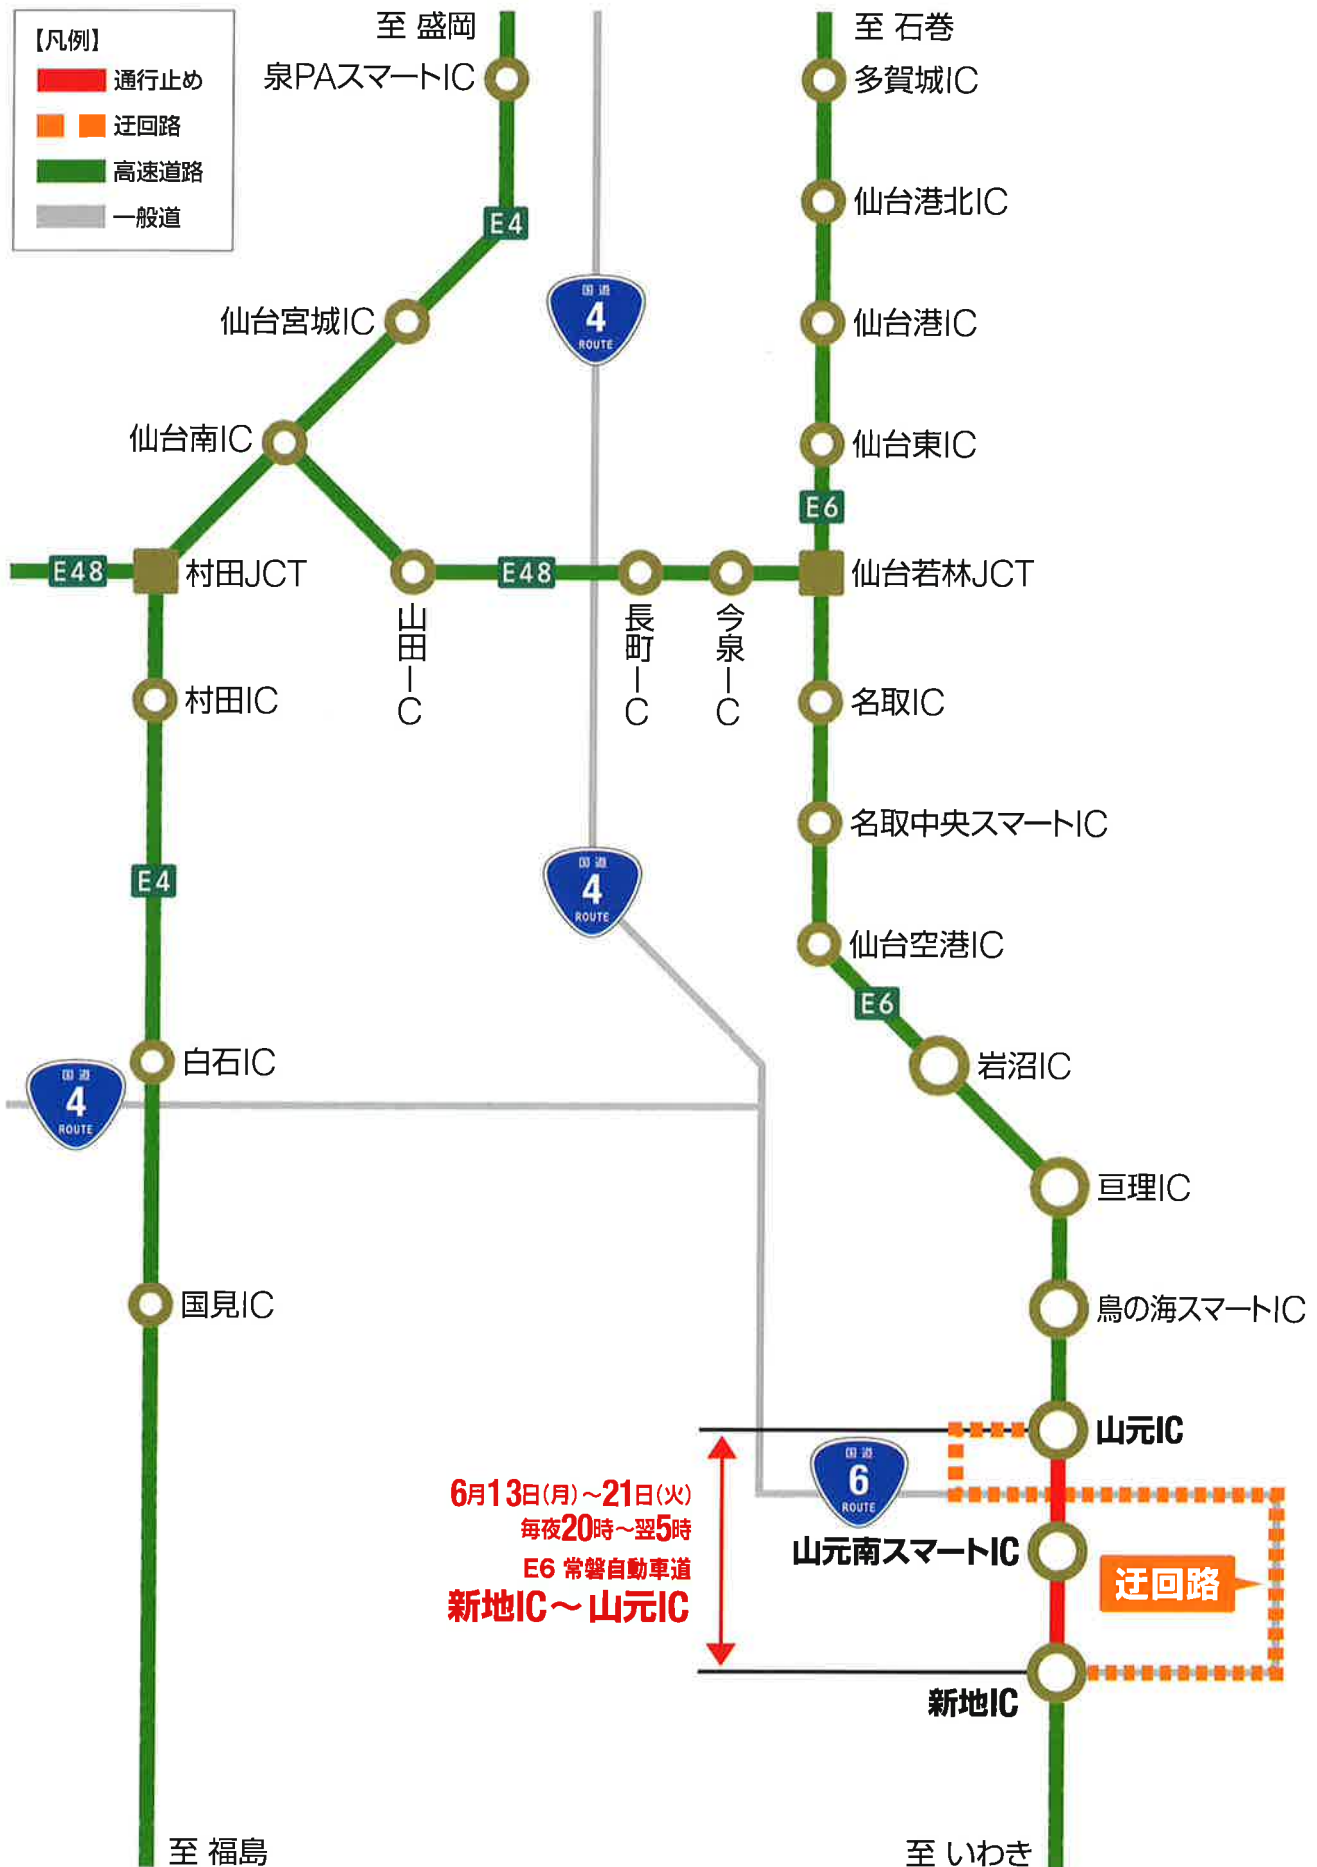 【凡例】
通行止め
迂回路
高速道路
一般道
至 盛岡
泉PAスマートIC
E4
仙台宮城IC
仙台南IC
E48
村田JCT
山田IC
E48
長町IC
今泉IC
村田IC
E4
白石IC
国見IC
至 福島
国道
4
ROUTE
国道
4
ROUTE
国道
4
ROUTE
至 石巻
多賀城IC
仙台港北IC
仙台港IC
仙台東IC
E6
仙台若林JCT
名取IC
名取中央スマートIC
仙台空港IC
E6
岩沼IC
亘理IC
鳥の海スマートIC
山元IC
国道
6
ROUTE
山元南スマートIC
迂回路
新地IC
至 いわき
6月13日(月)～21日(火)
毎夜20時～翌5時
E6 常磐自動車道
新地IC～山元IC